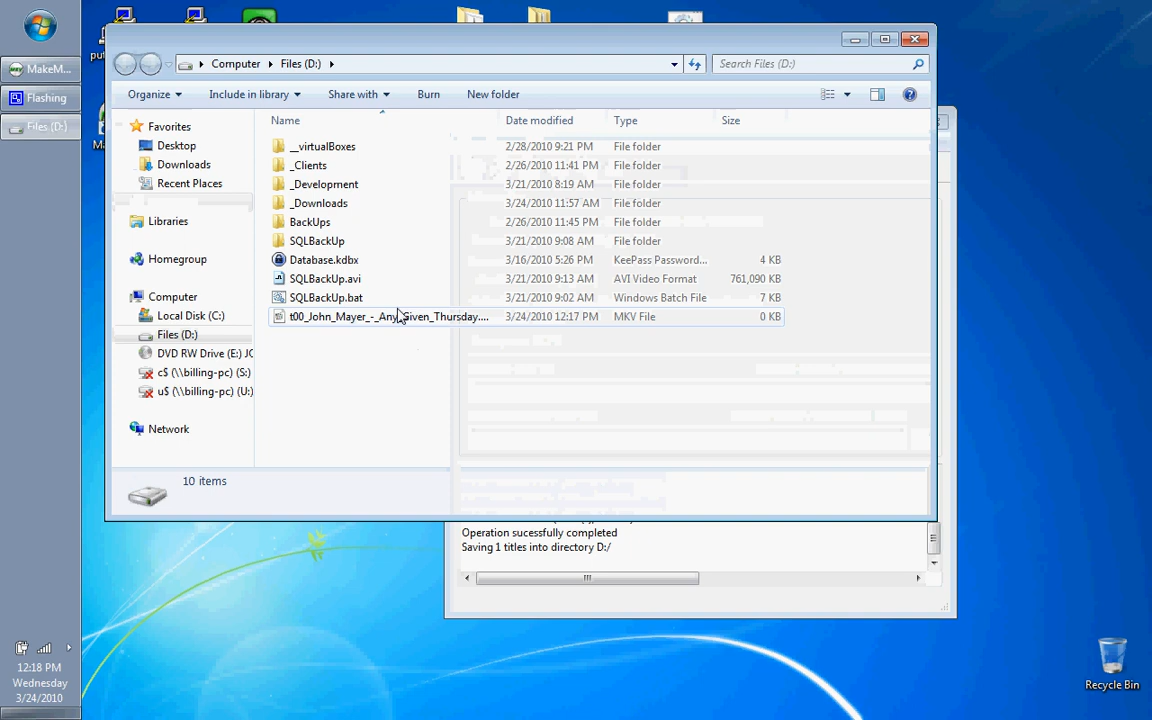 put
Ma
MakeM...
Flashing
Files (D:)
Computer
Files (D:)
Search Files (D:)
Organize
Include in library
Share with
Burn
New folder
Name
Date modified
Type
Size
Favorites
Desktop
Downloads
Recent Places
Libraries
Homegroup
Computer
Local Disk (C:)
Files (D:)
DVD RW Drive (E:) JO
c$ (\\billing-pc) (S:)
u$ (\\billing-pc) (U:)
Network
__virtualBoxes 2/28/2010 9:21 PM File folder
_Clients 2/26/2010 11:41 PM File folder
_Development 3/21/2010 8:19 AM File folder
_Downloads 3/24/2010 11:57 AM File folder
BackUps 2/26/2010 11:45 PM File folder
SQLBackUp 3/21/2010 9:08 AM File folder
Database.kdbx 3/16/2010 5:26 PM KeePass Password... 4 KB
SQLBackUp.avi 3/21/2010 9:13 AM AVI Video Format 761,090 KB
SQLBackUp.bat 3/21/2010 9:02 AM Windows Batch File 7 KB
t00_John_Mayer_-_Any_Given_Thursday.... 3/24/2010 12:17 PM MKV File 0 KB
10 items
Operation sucessfully completed
Saving 1 titles into directory D:/
12:18 PM
Wednesday
3/24/2010
Recycle Bin